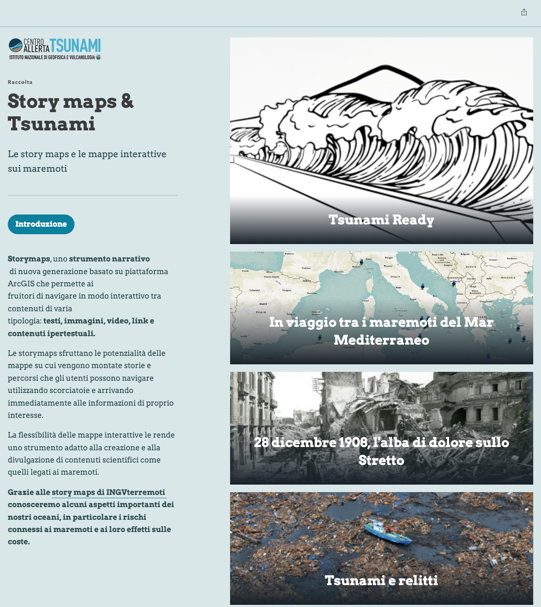 CENTRO
ALLERTA TSUNAMI
ISTITUTO NAZIONALE DI GEOFISICA E VULCANOLOGIA
Raccolta
Story maps &
Tsunami
Le story maps e le mappe interattive
sui maremoti
Introduzione
Storymaps, uno strumento narrativo
di nuova generazione basato su piattaforma
ArcGIS che permette ai
fruitori di navigare in modo interattivo tra
contenuti di varia
tipologia: testi, immagini, video, link e
contenuti ipertestuali.
Le storymaps sfruttano le potenzialità delle
mappe su cui vengono montate storie e
percorsi che gli utenti possono navigare
utilizzando scorciatoie e arrivando
immediatamente alle informazioni di proprio
interesse.
La flessibilità delle mappe interattive le rende
uno strumento adatto alla creazione e alla
divulgazione di contenuti scientifici come
quelli legati ai maremoti.
Grazie alle story maps di INGVterremoti
conosceremo alcuni aspetti importanti dei
nostri oceani, in particolare i rischi
connessi ai maremoti e ai loro effetti sulle
coste.
Tsunami Ready
In viaggio tra i maremoti del Mar
Mediterraneo
28 dicembre 1908, l'alba di dolore sullo
Stretto
Tsunami e relitti